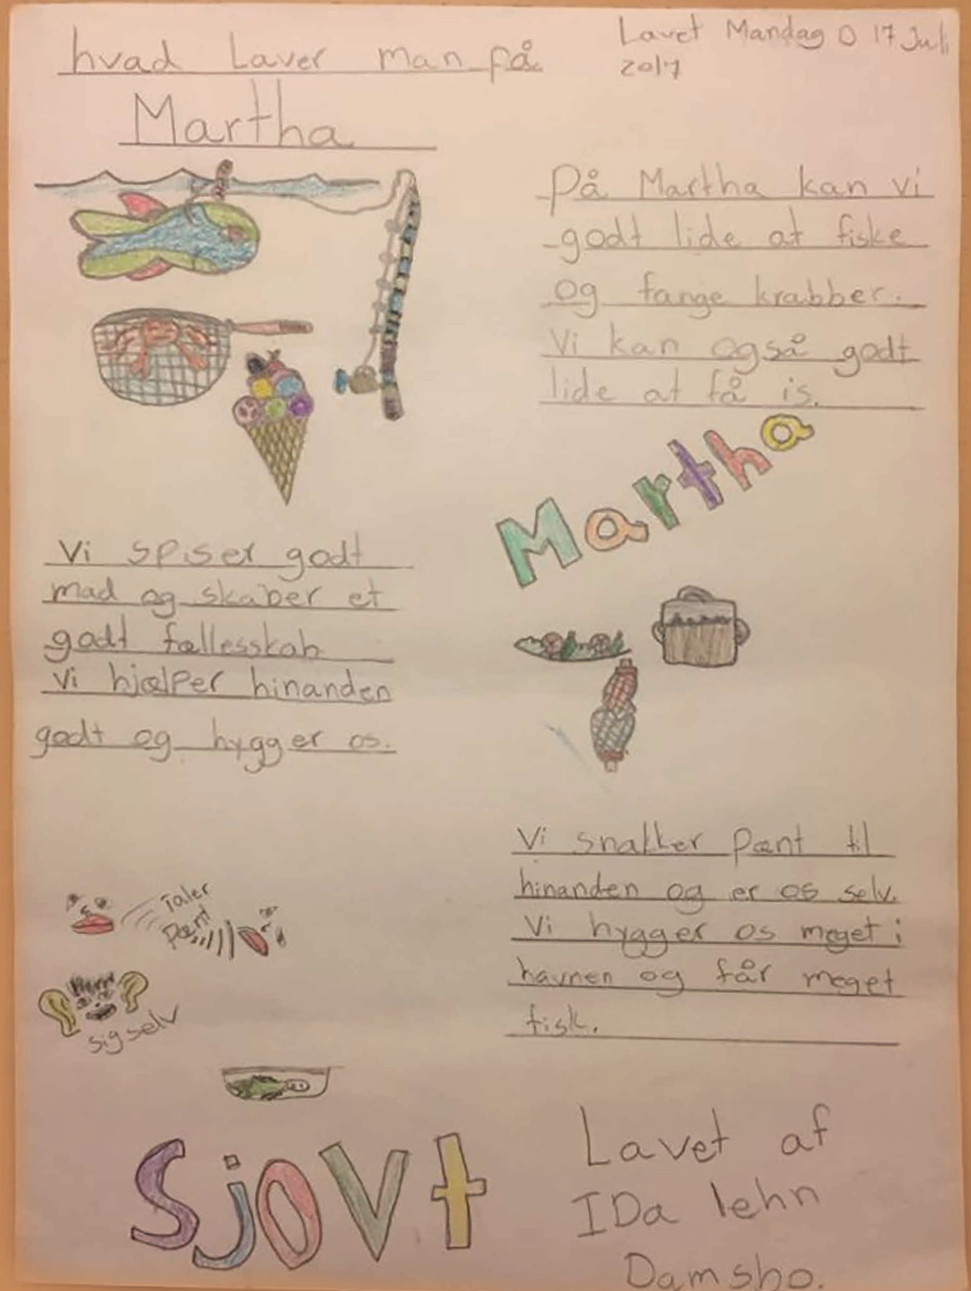 hvad Laver man på
Martha
Lavet Mandag D 17 Juli
2017
På Martha kan vi
godt lide at fiske
og fange krabber.
Vi kan også godt
lide at få is.
Martha
Vi spiser godt
mad og skaber et
godt fællesskab
Vi hjælper hinanden
godt og hygger os.
Vi snakker Pænt til
hinanden og er os selv.
Vi hygger os meget i
havnen og får meget
fisk.
Taler
Pænt
sig selv
Sjovt
Lavet af
IDa lehn
Damsbo.